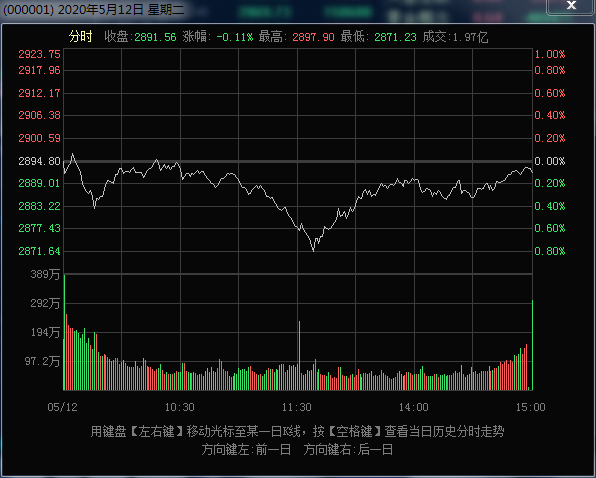 (000001) 2020年5月12日 星期二
分时 收盘:2891.56 涨幅: -0.11% 最高: 2897.90 最低: 2871.23 成交:1.97亿
2923.75 1.00%
2917.96 0.80%
2912.17 0.60%
2906.38 0.40%
2900.59 0.20%
2894.80 0.00%
2889.01 0.20%
2883.22 0.40%
2877.43 0.60%
2871.64 0.80%
389万
292万
194万
97.2万
05/12 10:30 11:30 14:00 15:00
用键盘【左右键】移动光标至某一日K线，按【空格键】查看当日历史分时走势
方向键左:前一日 方向键右:后一日